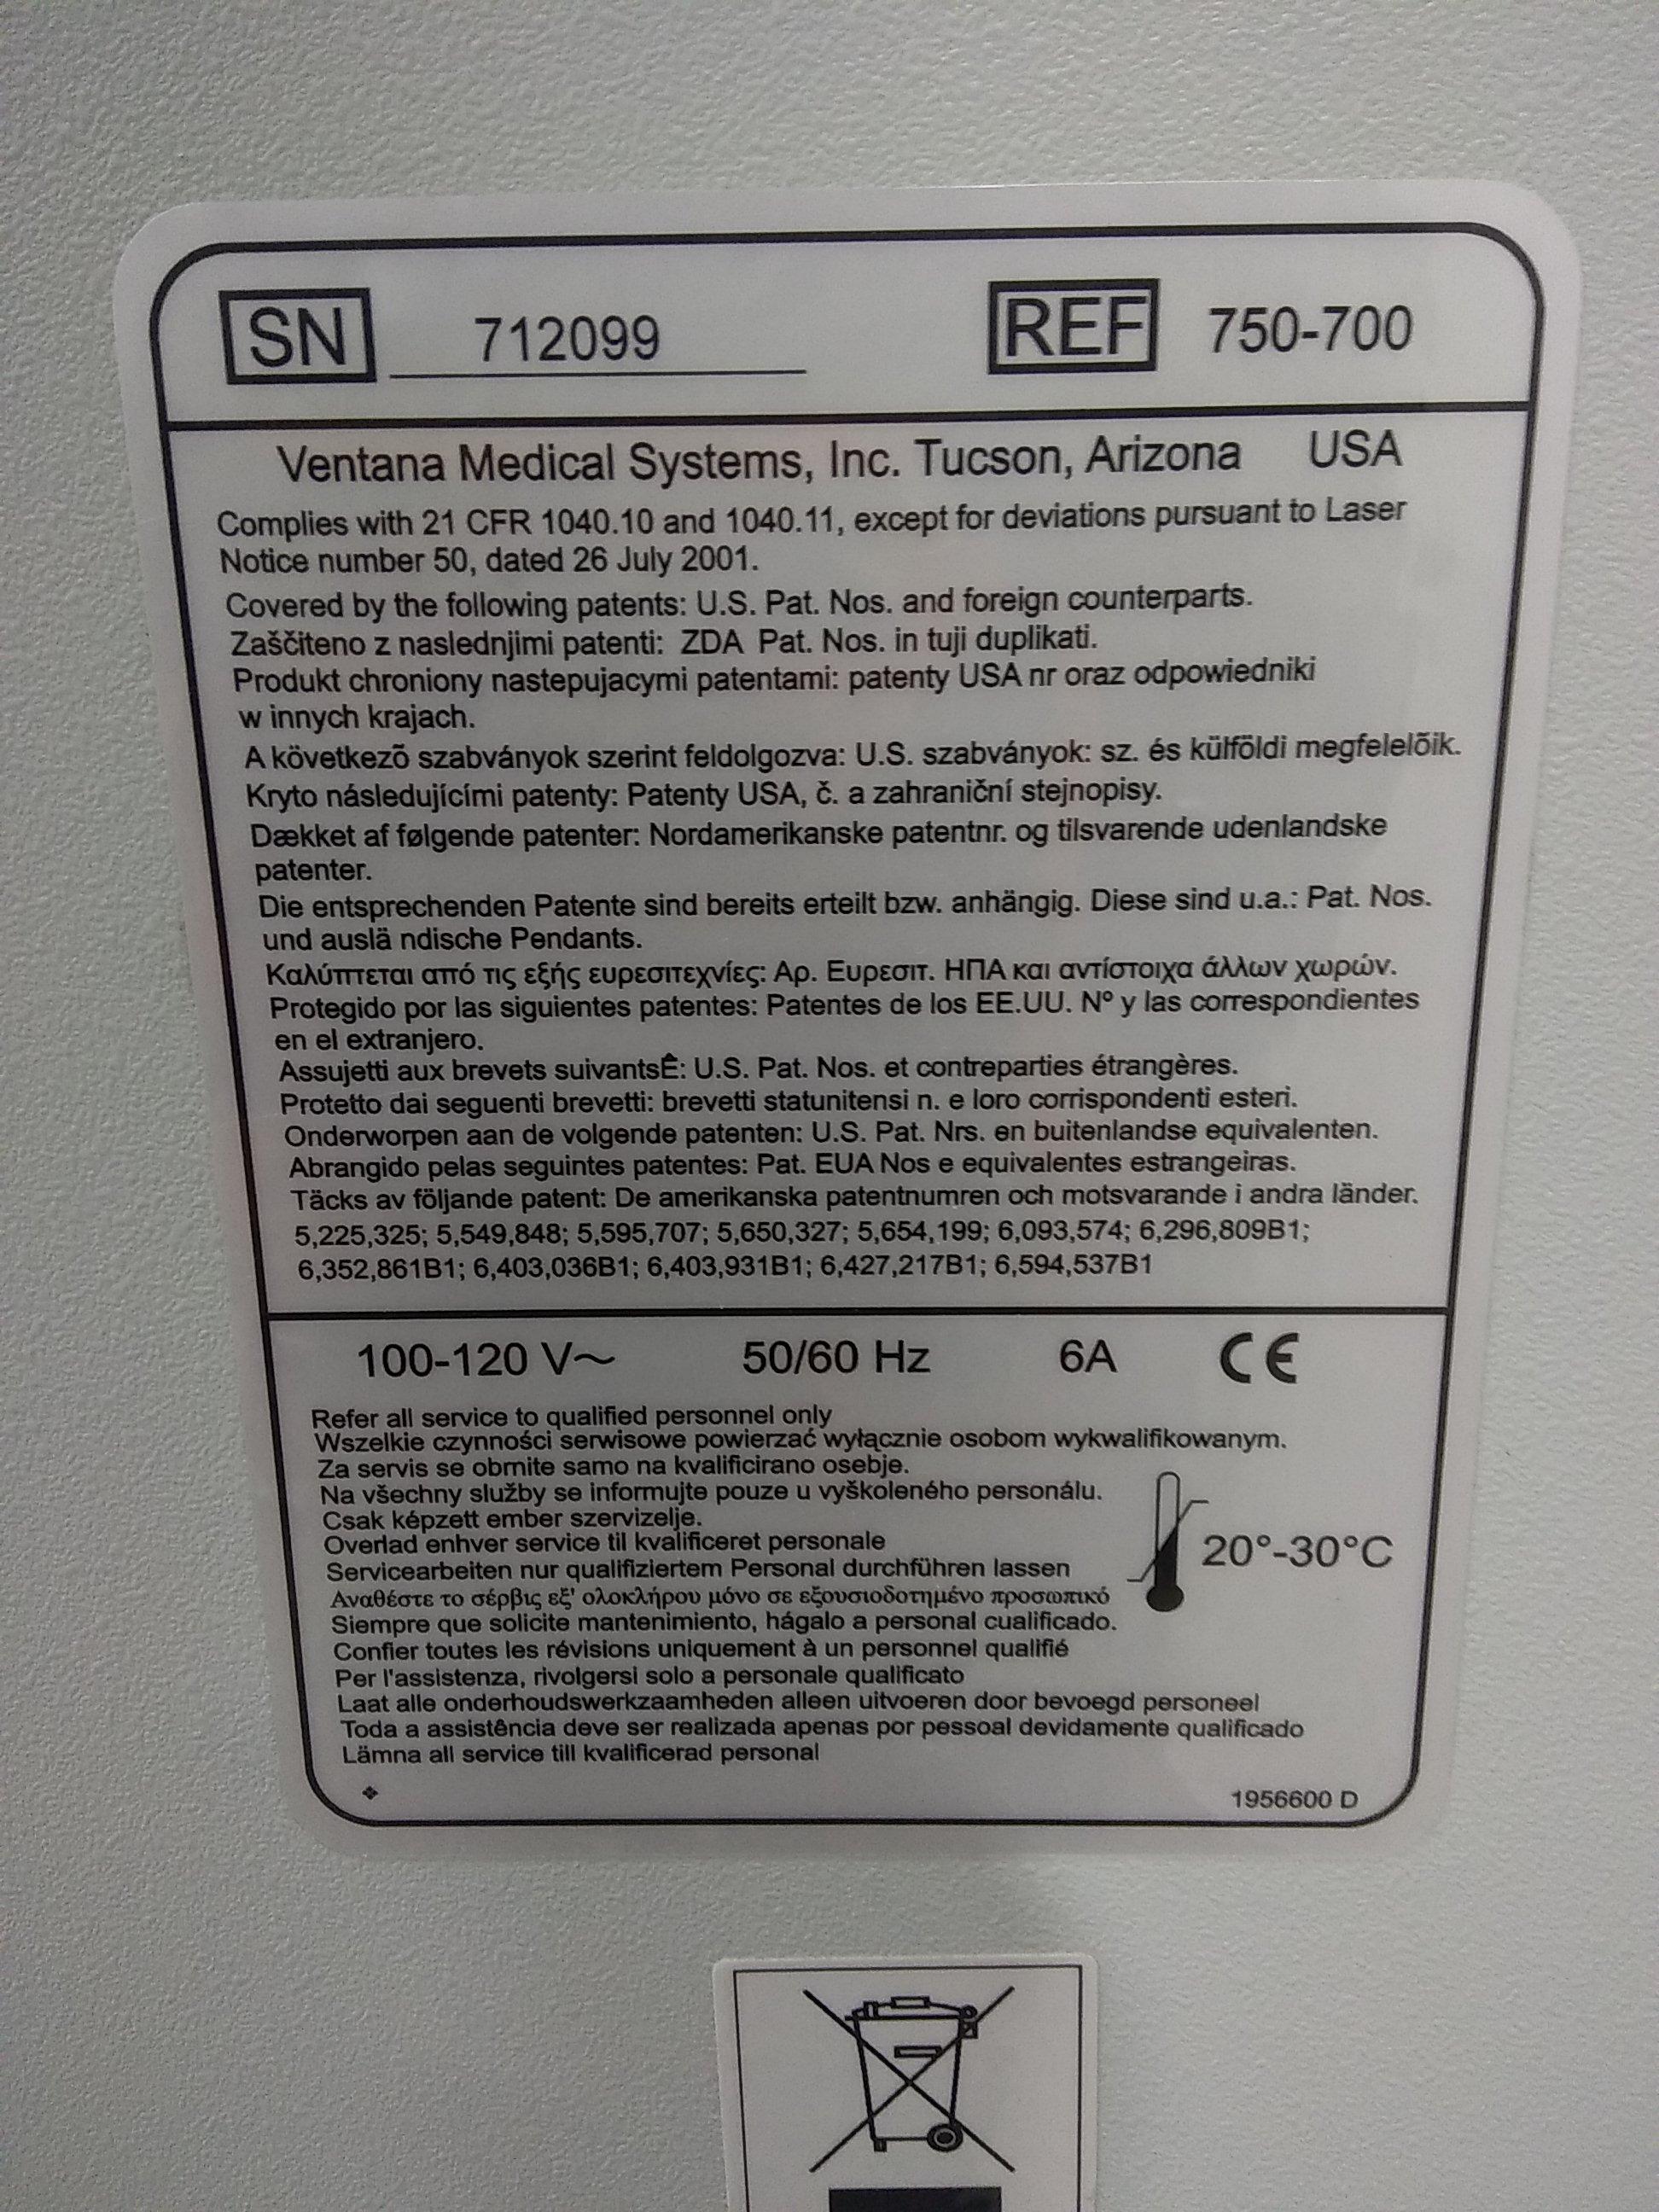 SN 712099 REF 750-700
Ventana Medical Systems, Inc. Tucson, Arizona USA
Complies with 21 CFR 1040.10 and 1040.11, except for deviations pursuant to Laser
Notice number 50, dated 26 July 2001.
Covered by the following patents: U.S. Pat. Nos. and foreign counterparts.
Zaščiteno z naslednjimi patenti: ZDA Pat. Nos. in tuji duplikati.
Produkt chroniony nastepujacymi patentami: patenty USA nr oraz odpowiedniki
w innych krajach.
A következõ szabványok szerint feldolgozva: U.S. szabványok: sz. és külföldi megfelelõik.
Kryto následujícími patenty: Patenty USA, č. a zahraniční stejnopisy.
Dækket af følgende patenter: Nordamerikanske patentnr. og tilsvarende udenlandske
patenter.
Die entsprechenden Patente sind bereits erteilt bzw. anhängig. Diese sind u.a.: Pat. Nos.
und auslä ndische Pendants.
Καλύπτεται από τις εξής ευρεσιτεχνίες: Αρ. Ευρεσιτ. ΗΠΑ και αντίστοιχα άλλων χωρών.
Protegido por las siguientes patentes: Patentes de los EE.UU. Nº y las correspondientes
en el extranjero.
Assujetti aux brevets suivantsÊ: U.S. Pat. Nos. et contreparties étrangères.
Protetto dai seguenti brevetti: brevetti statunitensi n. e loro corrispondenti esteri.
Onderworpen aan de volgende patenten: U.S. Pat. Nrs. en buitenlandse equivalenten.
Abrangido pelas seguintes patentes: Pat. EUA Nos e equivalentes estrangeiras.
Täcks av följande patent: De amerikanska patentnumren och motsvarande i andra länder.
5,225,325; 5,549,848; 5,595,707; 5,650,327; 5,654,199; 6,093,574; 6,296,809B1;
6,352,861B1; 6,403,036B1; 6,403,931B1; 6,427,217B1; 6,594,537B1
100-120 V~ 50/60 Hz 6A CE
Refer all service to qualified personnel only
Wszelkie czynności serwisowe powierzać wyłącznie osobom wykwalifikowanym.
Za servis se obrnite samo na kvalificirano osebje.
Na všechny služby se informujte pouze u vyškoleného personálu.
Csak képzett ember szervizelje.
Overlad enhver service til kvalificeret personale
Servicearbeiten nur qualifiziertem Personal durchführen lassen
20°-30°C
Αναθέστε το σέρβις εξ' ολοκλήρου μόνο σε εξουσιοδοτημένο προσωπικό
Siempre que solicite mantenimiento, hágalo a personal cualificado.
Confier toutes les révisions uniquement à un personnel qualifié
Per l'assistenza, rivolgersi solo a personale qualificato
Laat alle onderhoudswerkzaamheden alleen uitvoeren door bevoegd personeel
Toda a assistência deve ser realizada apenas por pessoal devidamente qualificado
Lämna all service till kvalificerad personal
1956600 D